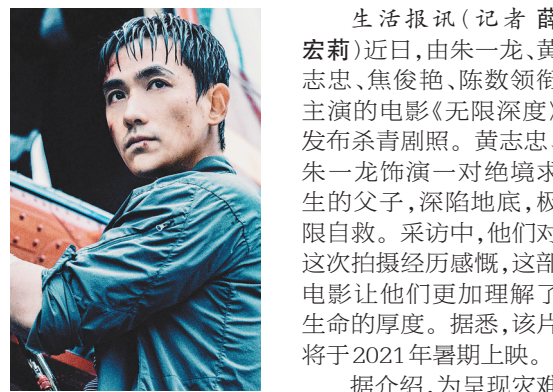 生活报讯(记者 薛
宏莉)近日,由朱一龙、黄
志忠、焦俊艳、陈数领衔
主演的电影《无限深度》
发布杀青剧照。黄志忠、
朱一龙饰演一对绝境求
生的父子,深陷地底,极
限自救。采访中,他们对
这次拍摄经历感慨,这部
电影让他们更加理解了
生命的厚度。据悉,该片
将于2021年暑期上映。
据介绍,为呈现灾难